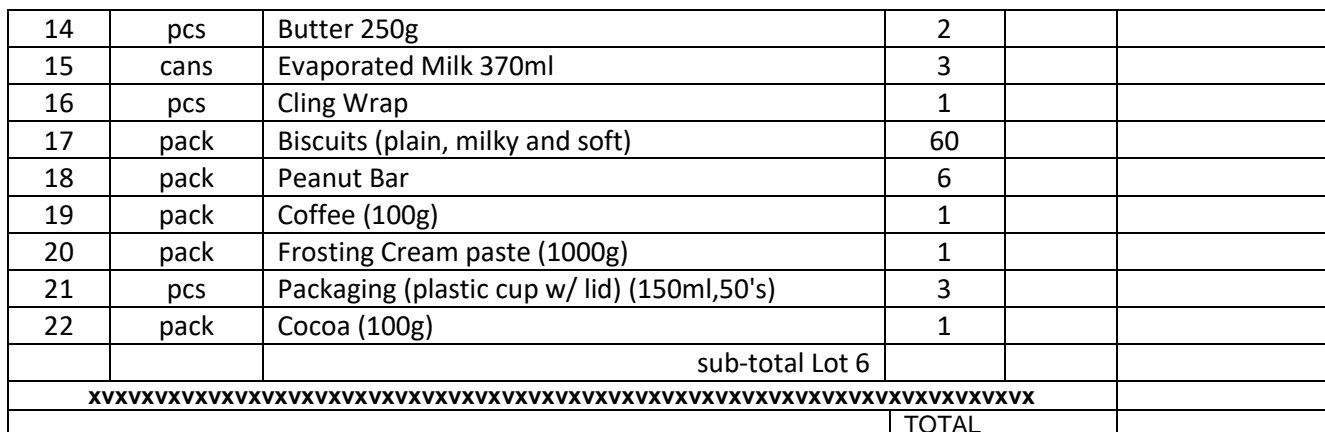 14 pcs Butter 250g 2
15 cans Evaporated Milk 370ml 3
16 pcs Cling Wrap 1
17 pack Biscuits (plain, milky and soft) 60
18 pack Peanut Bar 6
19 pack Coffee (100g) 1
20 pack Frosting Cream paste (1000g) 1
21 pcs Packaging (plastic cup w/ lid) (150ml,50's) 3
22 pack Cocoa (100g) 1
sub-total Lot 6
xvxvxvxvxvxvxvxvxvxvxvxvxvxvxvxvxvxvxvxvxvxvxvxvxvxvxvxvxvxvxvxvxvxvxvx
TOTAL